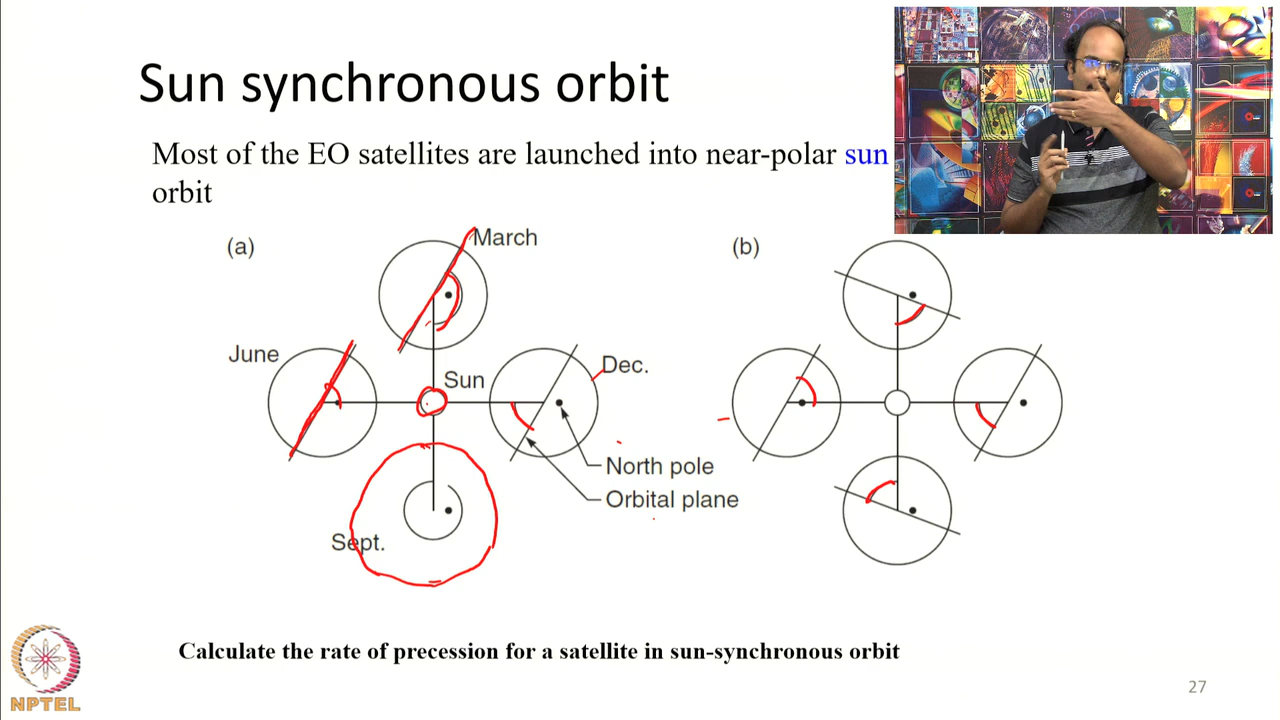 Sun synchronous orbit
Most of the EO satellites are launched into near-polar sun
orbit
(a)
March
(b)
June
Sun
Dec.
North pole
Orbital plane
Sept.
Calculate the rate of precession for a satellite in sun-synchronous orbit
27
NPTEL